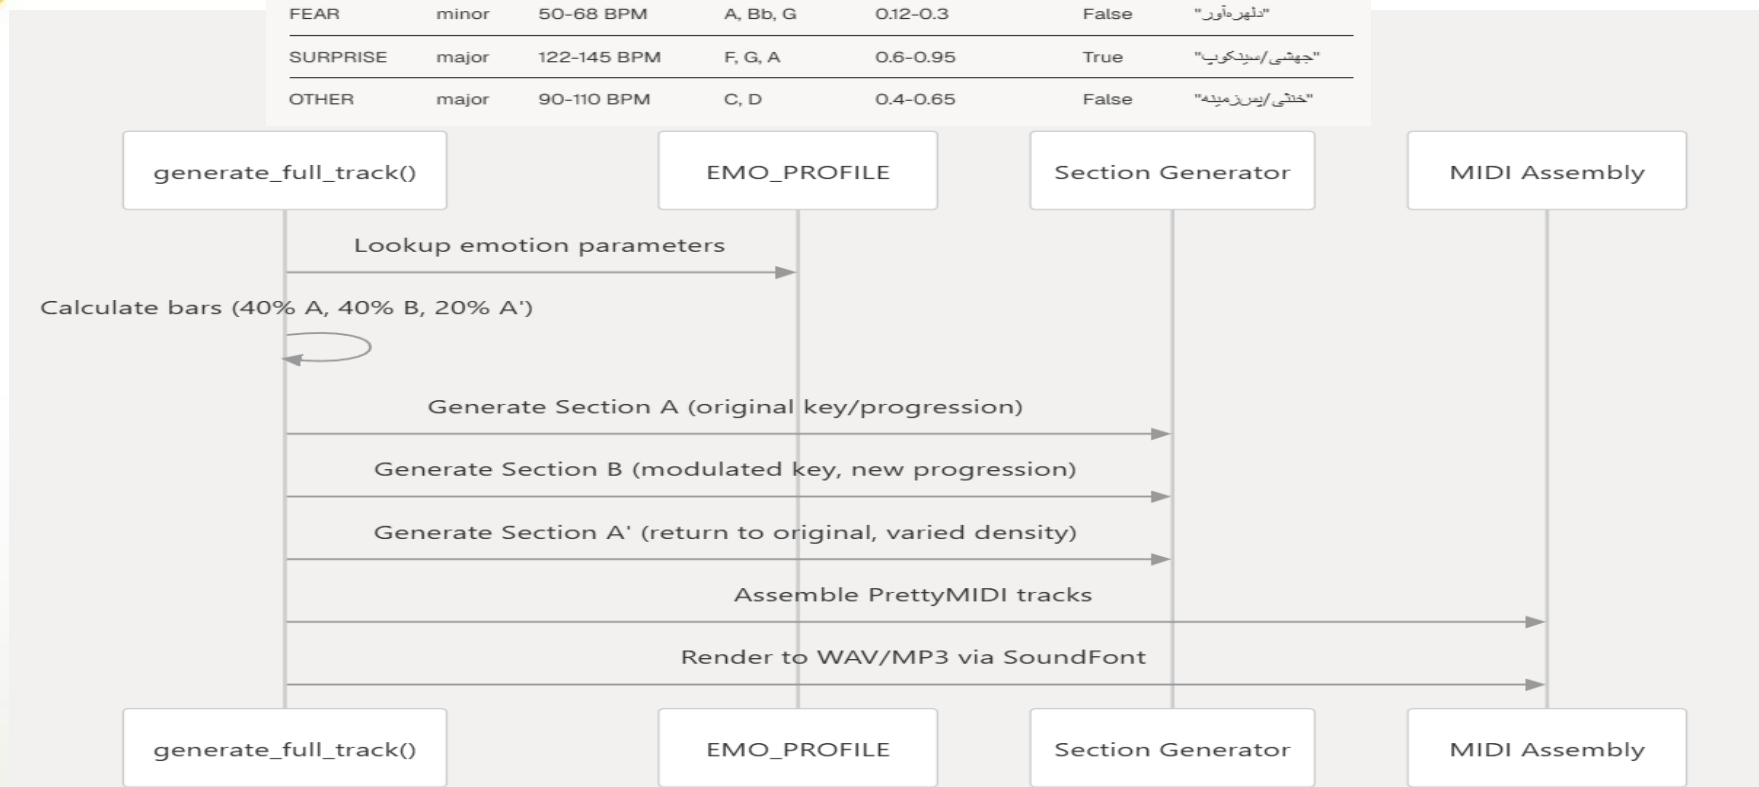 FEAR minor 50-68 BPM A, Bb, G 0.12-0.3 False "دلهره‌آور"
SURPRISE major 122-145 BPM F, G, A 0.6-0.95 True "جهشی/سینکوپ"
OTHER major 90-110 BPM C, D 0.4-0.65 False "خنثی/پس‌زمینه"
generate_full_track() EMO_PROFILE Section Generator MIDI Assembly
Lookup emotion parameters
Calculate bars (40% A, 40% B, 20% A')
Generate Section A (original key/progression)
Generate Section B (modulated key, new progression)
Generate Section A' (return to original, varied density)
Assemble PrettyMIDI tracks
Render to WAV/MP3 via SoundFont
generate_full_track() EMO_PROFILE Section Generator MIDI Assembly